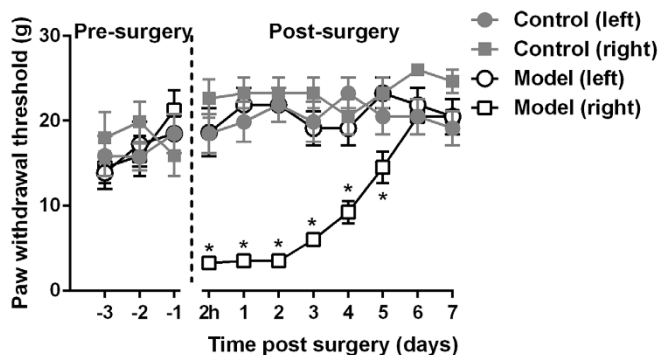 Pre-surgery Post-surgery
Control (left)
Control (right)
Model (left)
Model (right)
Paw withdrawal threshold (g)
30
20
10
0
* * * * * *
-3 -2 -1 2h 1 2 3 4 5 6 7
Time post surgery (days)